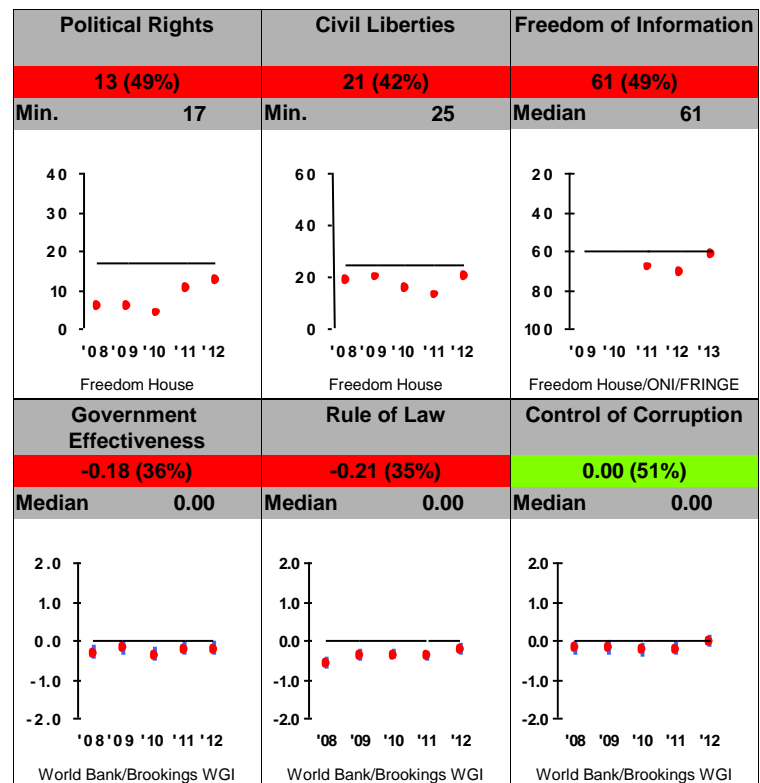 Political Rights
13 (49%)
Min. 17
40
30
20
10
0
'08 '09 '10 '11 '12
Freedom House
Civil Liberties
21 (42%)
Min. 25
60
40
20
0
'08 '09 '10 '11 '12
Freedom House
Freedom of Information
61 (49%)
Median 61
20
40
60
80
100
'09 '10 '11 '12 '13
Freedom House/ONI/FRINGE
Government
Effectiveness
-0.18 (36%)
Median 0.00
2.0
1.0
0.0
-1.0
-2.0
'08 '09 '10 '11 '12
World Bank/Brookings WGI
Rule of Law
-0.21 (35%)
Median 0.00
2.0
1.0
0.0
-1.0
-2.0
'08 '09 '10 '11 '12
World Bank/Brookings WGI
Control of Corruption
0.00 (51%)
Median 0.00
2.0
1.0
0.0
-1.0
-2.0
'08 '09 '10 '11 '12
World Bank/Brookings WGI